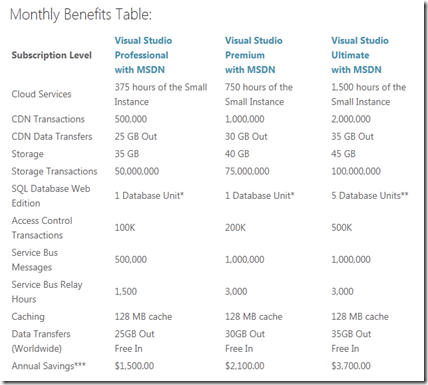 Monthly Benefits Table:
Subscription Level Visual Studio Professional with MSDN Visual Studio Premium with MSDN Visual Studio Ultimate with MSDN
Cloud Services 375 hours of the Small Instance 750 hours of the Small Instance 1,500 hours of the Small Instance
CDN Transactions 500,000 1,000,000 2,000,000
CDN Data Transfers 25 GB Out 30 GB Out 35 GB Out
Storage 35 GB 40 GB 45 GB
Storage Transactions 50,000,000 75,000,000 100,000,000
SQL Database Web Edition 1 Database Unit* 1 Database Unit* 5 Database Units**
Access Control Transactions 100K 200K 500K
Service Bus Messages 500,000 1,000,000 1,000,000
Service Bus Relay Hours 1,500 3,000 3,000
Caching 128 MB cache 128 MB cache 128 MB cache
Data Transfers (Worldwide) 25GB Out Free In 30GB Out Free In 35GB Out Free In
Annual Savings*** $1,500.00 $2,100.00 $3,700.00